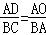 AD/BC = AO/BA